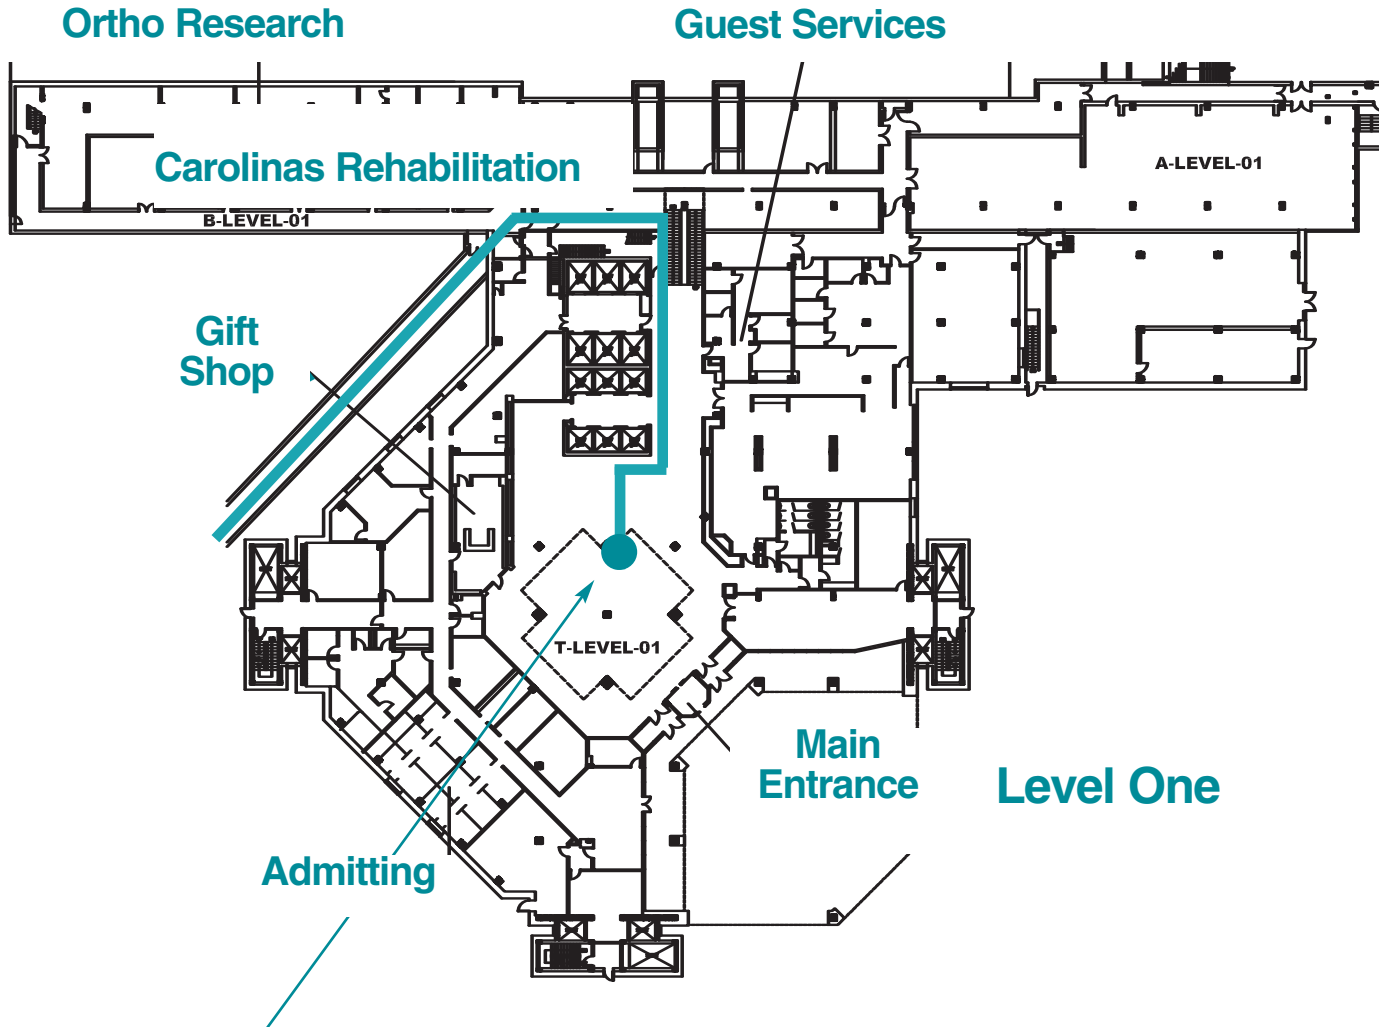 Ortho Research
Guest Services
Carolinas Rehabilitation
A-LEVEL-01
B-LEVEL-01
Gift
Shop
T-LEVEL-01
Main
Entrance
Level One
Admitting